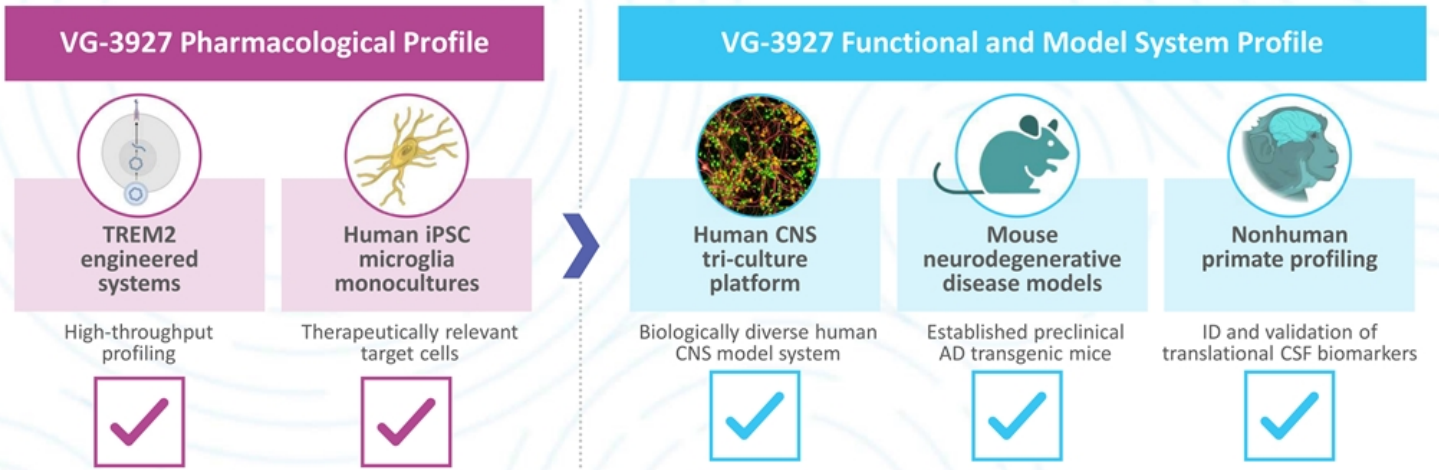 VG-3927 Pharmacological Profile
VG-3927 Functional and Model System Profile
TREM2
engineered
systems
High-throughput
profiling
Human iPSC
microglia
monocultures
Therapeutically relevant
target cells
Human CNS
tri-culture
platform
Biologically diverse human
CNS model system
Mouse
neurodegenerative
disease models
Established preclinical
AD transgenic mice
Nonhuman
primate profiling
ID and validation of
translational CSF biomarkers